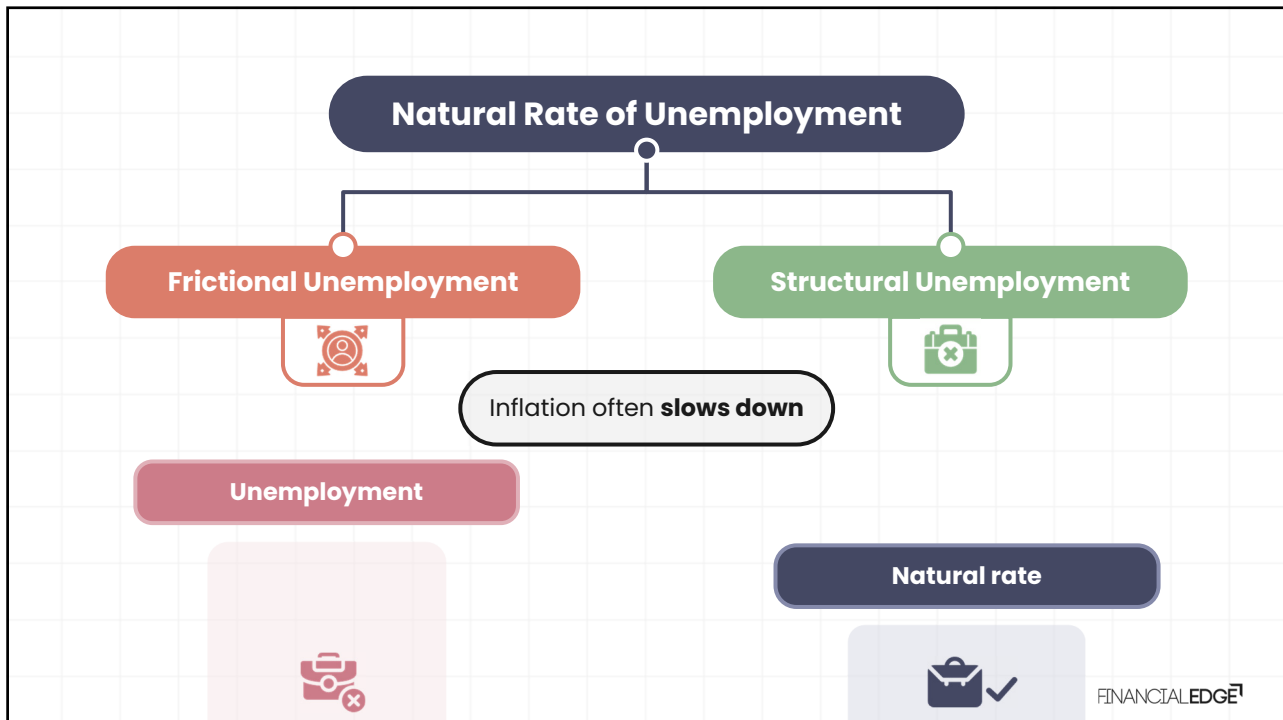 Natural Rate of Unemployment
Frictional Unemployment
Structural Unemployment
Inflation often slows down
Unemployment
Natural rate
FINANCIALEDGE